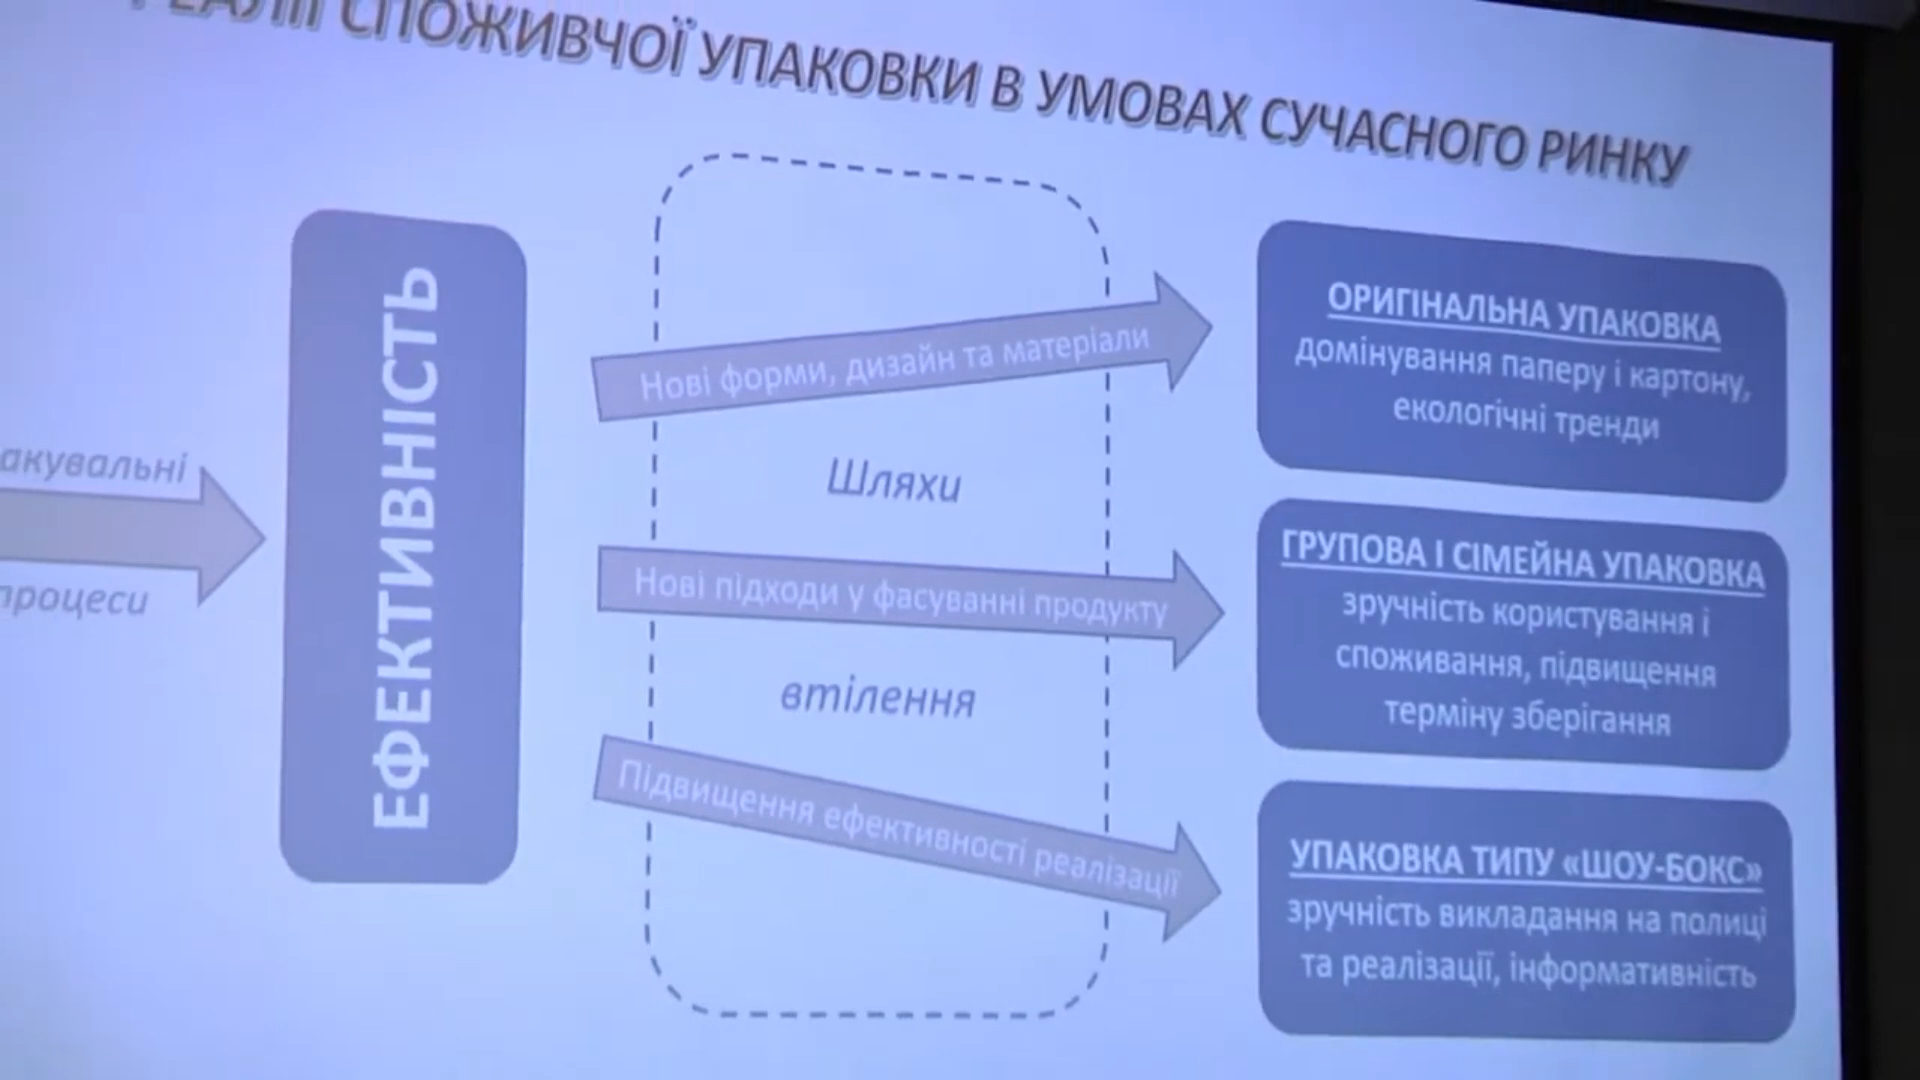 РЕАЛІЇ СПОЖИВЧОЇ УПАКОВКИ В УМОВАХ СУЧАСНОГО РИНКУ
акувальні
процеси
ЕФЕКТИВНІСТЬ
Нові форми, дизайн та матеріали
Шляхи
Нові підходи у фасуванні продукту
втілення
Підвищення ефективності реалізації
ОРИГІНАЛЬНА УПАКОВКА
домінування паперу і картону,
екологічні тренди
ГРУПОВА І СІМЕЙНА УПАКОВКА
зручність користування і
споживання, підвищення
терміну зберігання
УПАКОВКА ТИПУ «ШОУ-БОКС»
зручність викладання на полиці
та реалізації, інформативність